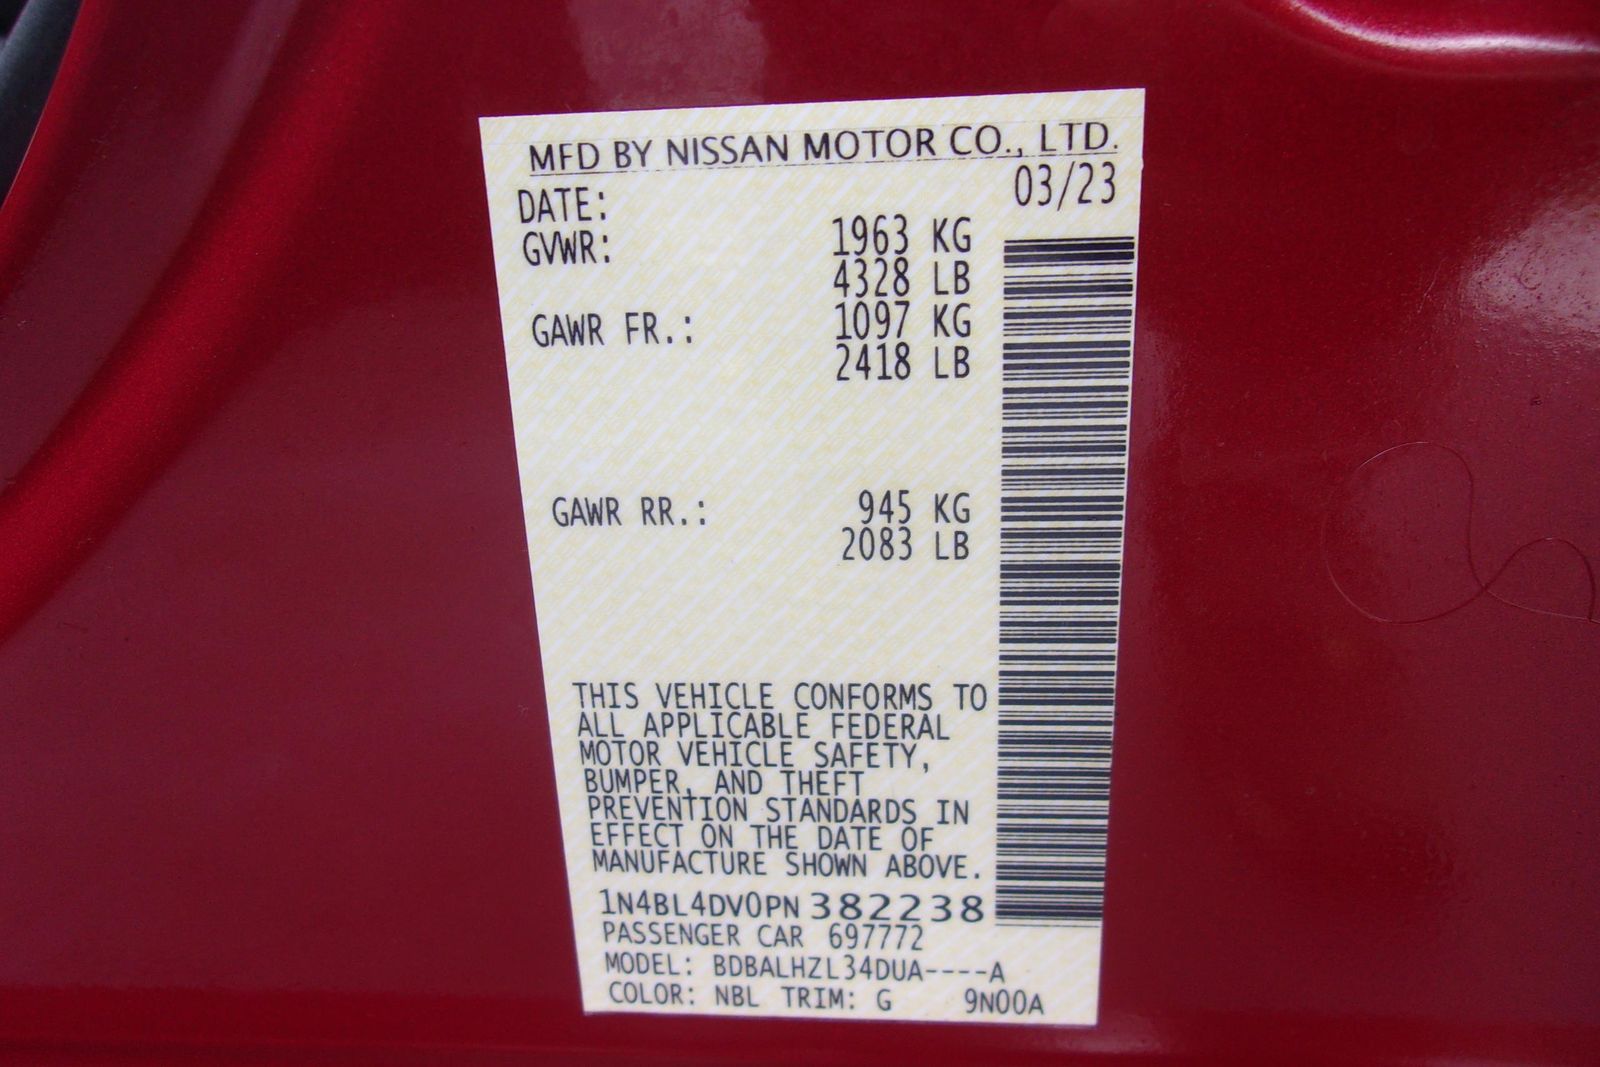 MFD BY NISSAN MOTOR CO., LTD.
DATE: 03/23
GVWR: 1963 KG
4328 LB
GAWR FR.: 1097 KG
2418 LB
GAWR RR.: 945 KG
2083 LB
THIS VEHICLE CONFORMS TO
ALL APPLICABLE FEDERAL
MOTOR VEHICLE SAFETY,
BUMPER, AND THEFT
PREVENTION STANDARDS IN
EFFECT ON THE DATE OF
MANUFACTURE SHOWN ABOVE.
1N4BL4DV0PN382238
PASSENGER CAR 697772
MODEL: BDBALHZL34DUA----A
COLOR: NBL TRIM: G 9N00A